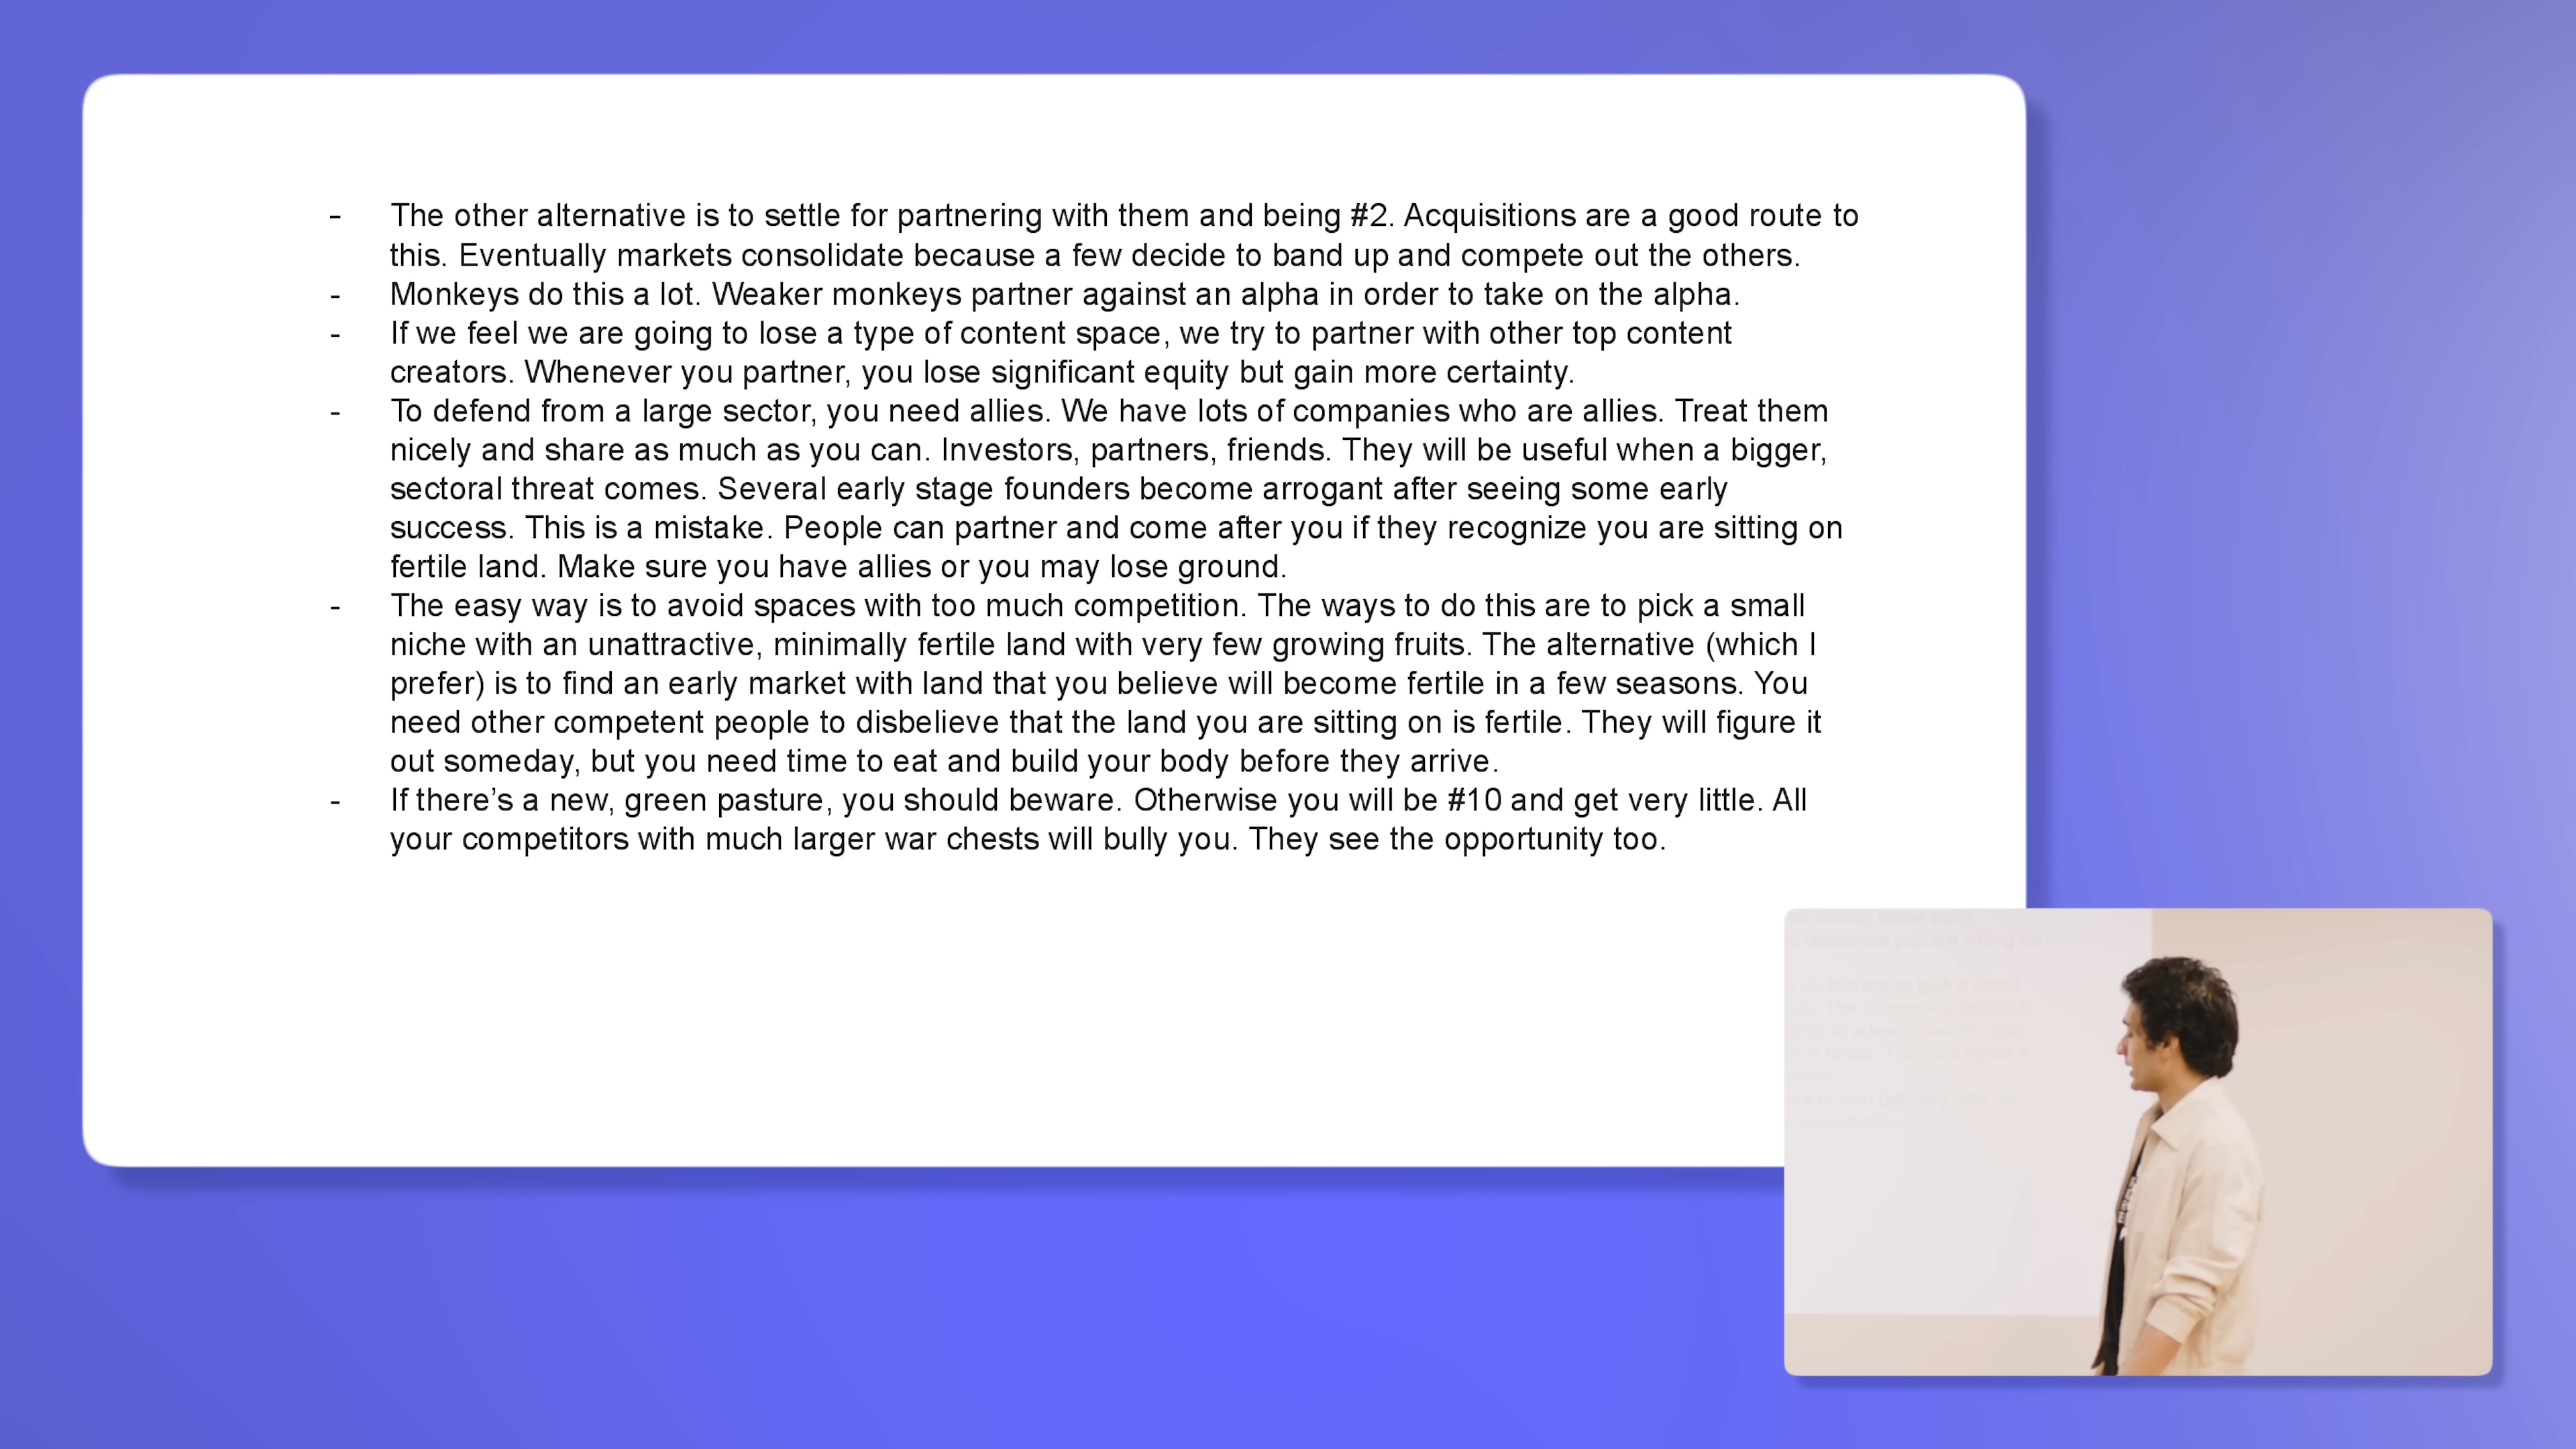 - The other alternative is to settle for partnering with them and being #2. Acquisitions are a good route to
this. Eventually markets consolidate because a few decide to band up and compete out the others.
- Monkeys do this a lot. Weaker monkeys partner against an alpha in order to take on the alpha.
- If we feel we are going to lose a type of content space, we try to partner with other top content
creators. Whenever you partner, you lose significant equity but gain more certainty.
- To defend from a large sector, you need allies. We have lots of companies who are allies. Treat them
nicely and share as much as you can. Investors, partners, friends. They will be useful when a bigger,
sectoral threat comes. Several early stage founders become arrogant after seeing some early
success. This is a mistake. People can partner and come after you if they recognize you are sitting on
fertile land. Make sure you have allies or you may lose ground.
- The easy way is to avoid spaces with too much competition. The ways to do this are to pick a small
niche with an unattractive, minimally fertile land with very few growing fruits. The alternative (which I
prefer) is to find an early market with land that you believe will become fertile in a few seasons. You
need other competent people to disbelieve that the land you are sitting on is fertile. They will figure it
out someday, but you need time to eat and build your body before they arrive.
- If there’s a new, green pasture, you should beware. Otherwise you will be #10 and get very little. All
your competitors with much larger war chests will bully you. They see the opportunity too.